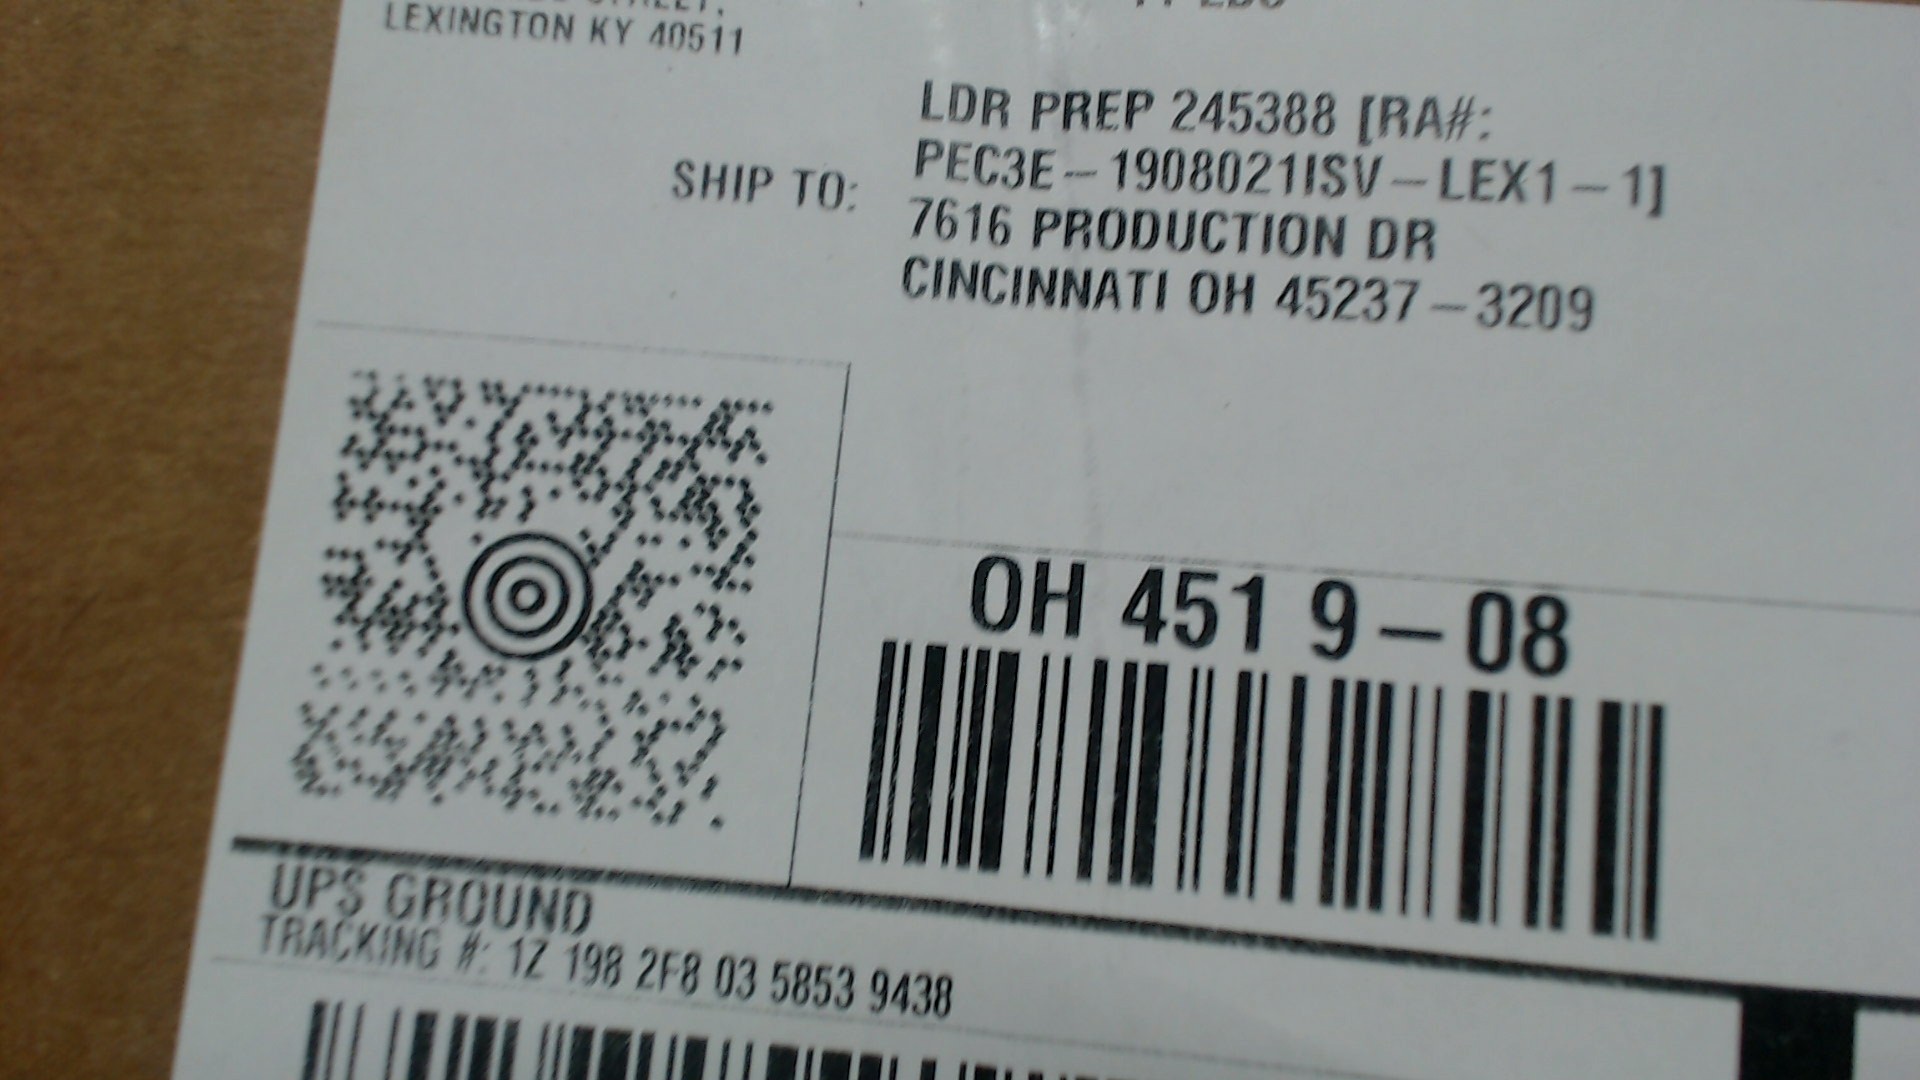 LEXINGTON KY 40511
LDR PREP 245388 [RA#:
PEC3E-1908021ISV-LEX1-1]
SHIP TO:
7616 PRODUCTION DR
CINCINNATI OH 45237-3209
OH 451 9-08
UPS GROUND
TRACKING #: 1Z 198 2F8 03 5853 9438